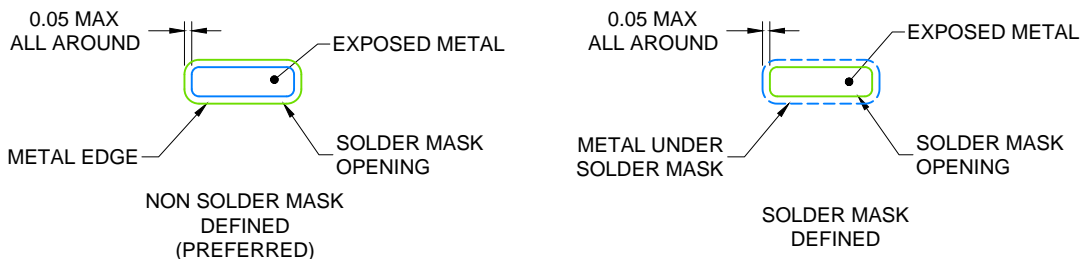 0.05 MAX
ALL AROUND
EXPOSED METAL
METAL EDGE
SOLDER MASK
OPENING
NON SOLDER MASK
DEFINED
(PREFERRED)
0.05 MAX
ALL AROUND
EXPOSED METAL
METAL UNDER
SOLDER MASK
SOLDER MASK
OPENING
SOLDER MASK
DEFINED